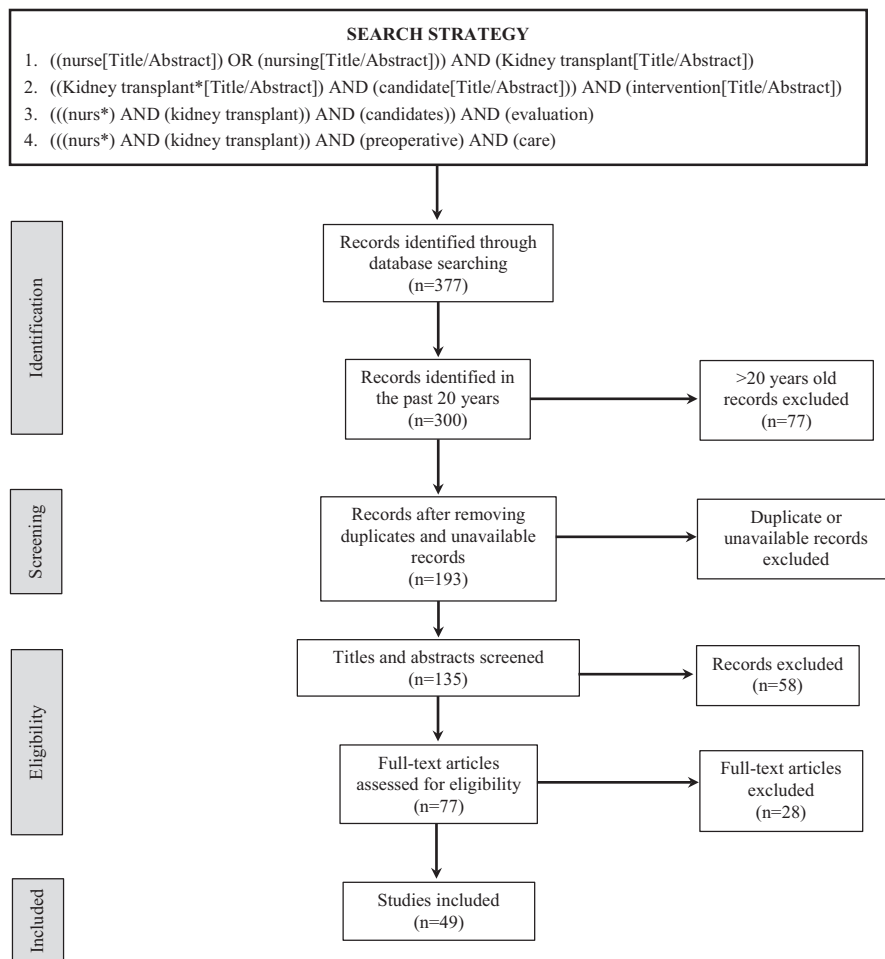 SEARCH STRATEGY
1. ((nurse[Title/Abstract]) OR (nursing[Title/Abstract])) AND (Kidney transplant[Title/Abstract])
2. ((Kidney transplant*[Title/Abstract]) AND (candidate[Title/Abstract])) AND (intervention[Title/Abstract])
3. (((nurs*) AND (kidney transplant)) AND (candidates)) AND (evaluation)
4. (((nurs*) AND (kidney transplant)) AND (preoperative) AND (care)
Identification
Records identified through
database searching
(n=377)
Records identified in
the past 20 years
(n=300)
>20 years old
records excluded
(n=77)
Screening
Records after removing
duplicates and unavailable
records
(n=193)
Duplicate or
unavailable records
excluded
Eligibility
Titles and abstracts screened
(n=135)
Records excluded
(n=58)
Full-text articles
assessed for eligibility
(n=77)
Full-text articles
excluded
(n=28)
Included
Studies included
(n=49)